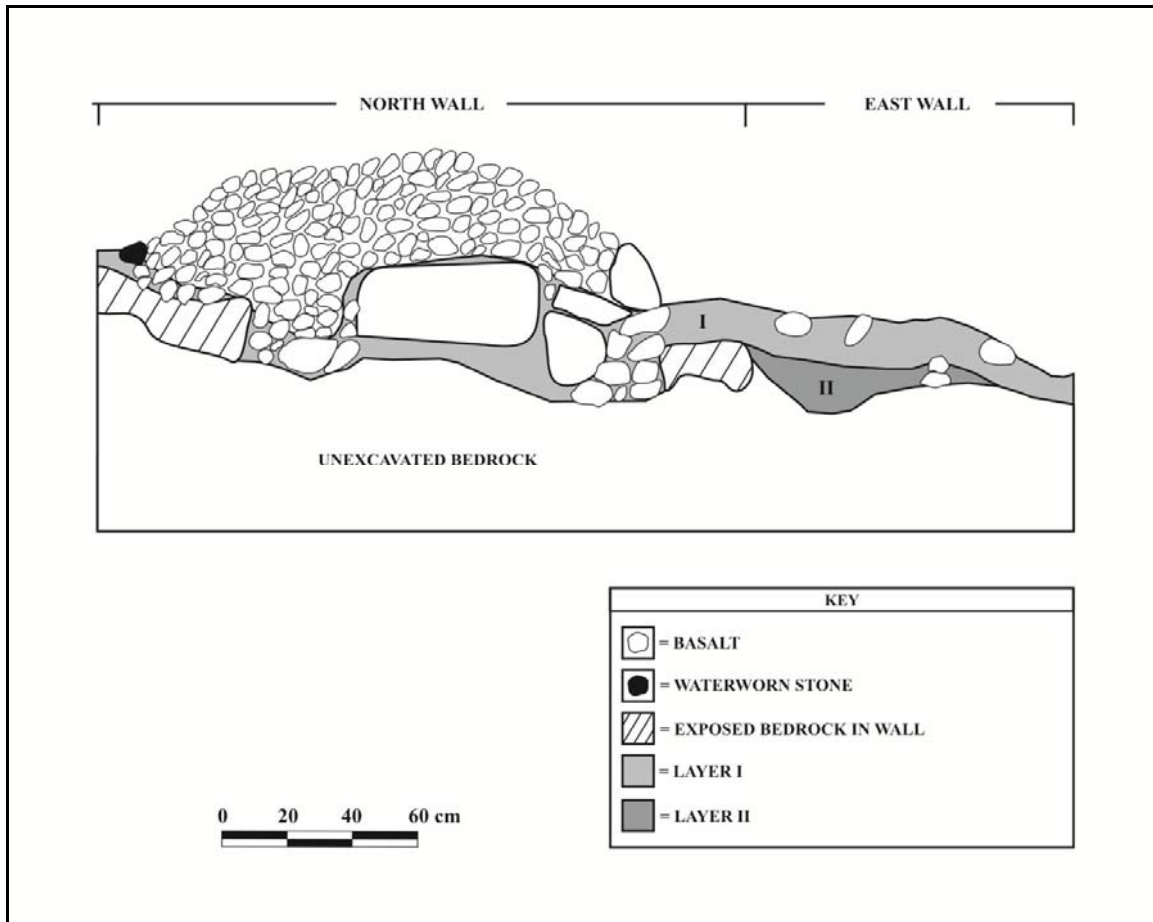 NORTH WALL EAST WALL
I
II
UNEXCAVATED BEDROCK
KEY
= BASALT
= WATERWORN STONE
= EXPOSED BEDROCK IN WALL
= LAYER I
= LAYER II
0 20 40 60 cm